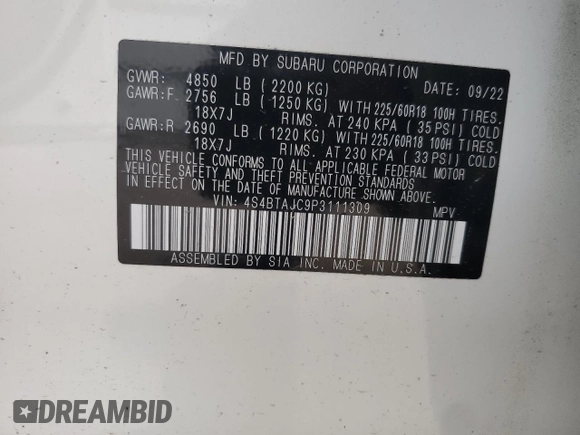 MFD BY SUBARU CORPORATION
GVWR: 4850 LB (2200 KG) DATE: 09/22
GAWR:F 2756 LB (1250 KG) WITH 225/60R18 100H TIRES.
18X7J RIMS. AT 240 KPA (35 PSI) COLD
GAWR:R 2690 LB (1220 KG) WITH 225/60R18 100H TIRES.
18X7J RIMS. AT 230 KPA (33 PSI) COLD
THIS VEHICLE CONFORMS TO ALL APPLICABLE FEDERAL MOTOR
VEHICLE SAFETY AND THEFT PREVENTION STANDARDS
IN EFFECT ON THE DATE OF MANUFACTURE SHOWN ABOVE.
VIN: 4S4BTAJC9P3111309 MPV
ASSEMBLED BY SIA INC. MADE IN U.S.A.
DREAMBID